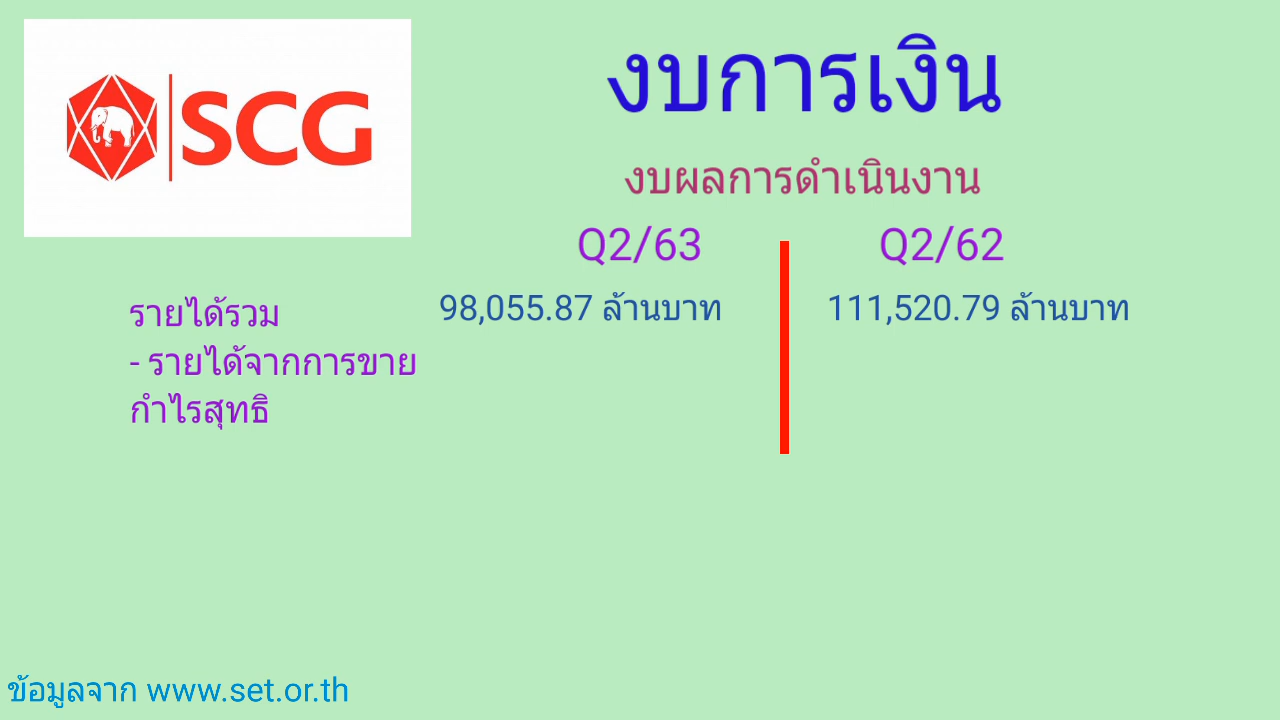 SCG
งบการเงิน
งบผลการดำเนินงาน
Q2/63 Q2/62
รายได้รวม 98,055.87 ล้านบาท 111,520.79 ล้านบาท
- รายได้จากการขาย
กำไรสุทธิ
ข้อมูลจาก www.set.or.th